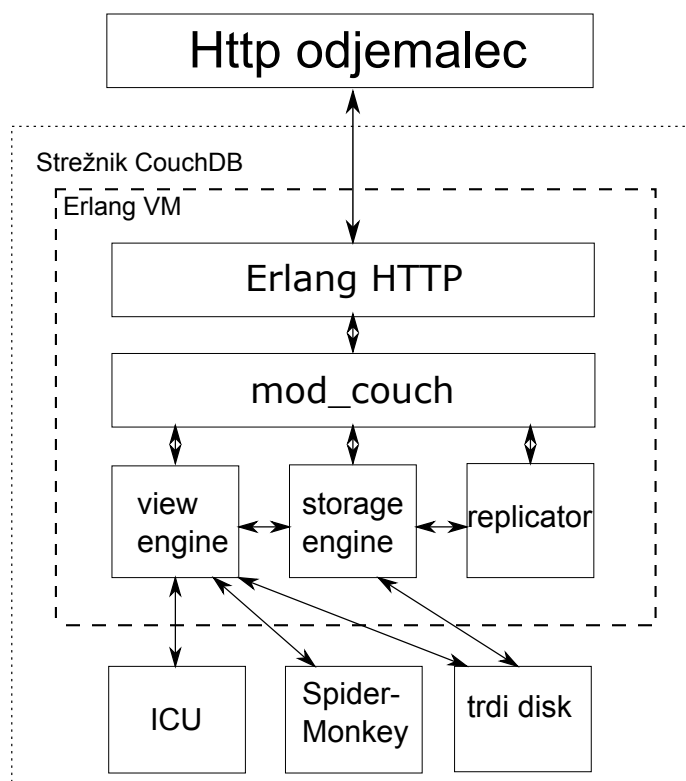 Http odjemalec
Strežnik CouchDB
Erlang VM
Erlang HTTP
mod_couch
view
engine
storage
engine
replicator
ICU
Spider-
Monkey
trdi disk